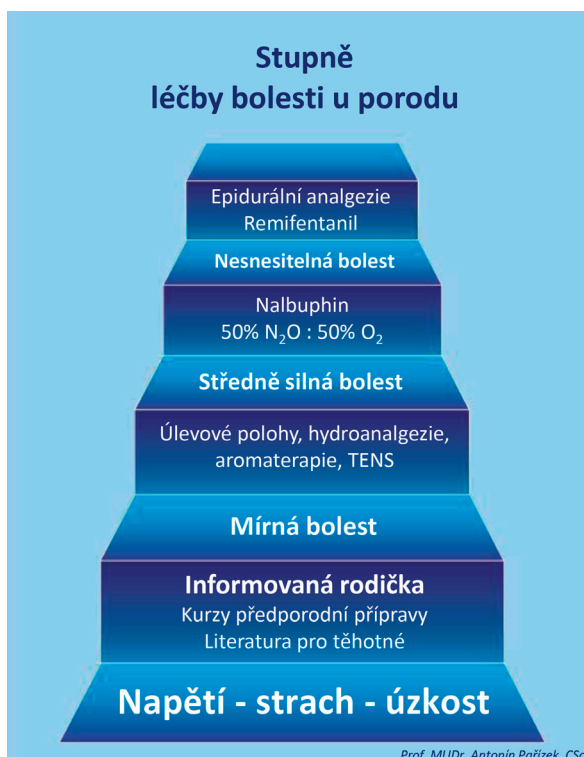 Stupně
léčby bolesti u porodu
Epidurální analgezie
Remifentanil
Nesnesitelná bolest
Nalbuphin
50% N₂O : 50% O₂
Středně silná bolest
Úlevové polohy, hydroanalgezie,
aromaterapie, TENS
Mírná bolest
Informovaná rodička
Kurzy předporodní přípravy
Literatura pro těhotné
Napětí - strach - úzkost
Prof. MUDr. Antonín Pařízek, CSc